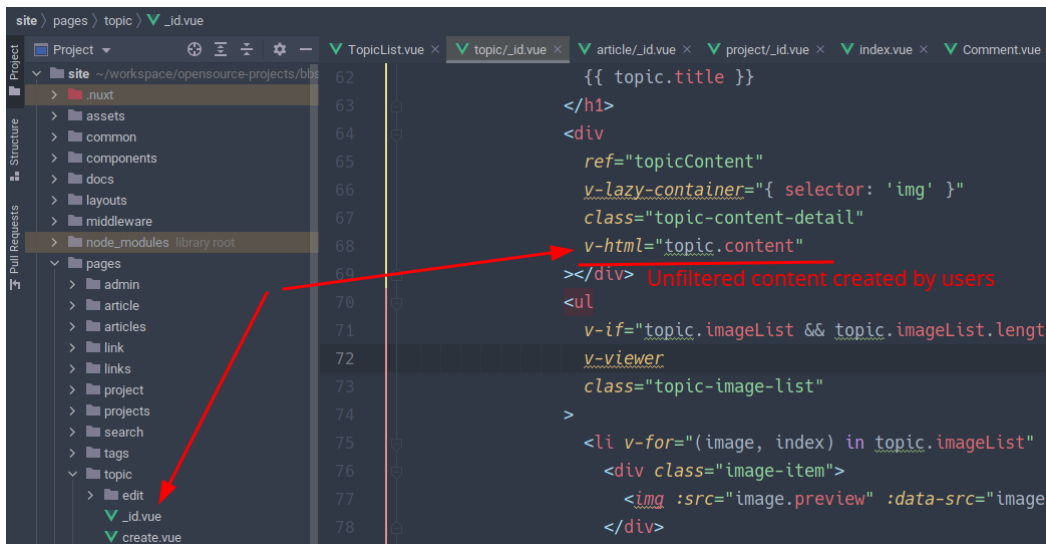 site 〉 pages 〉 topic 〉 _id.vue
Project
TopicList.vue × topic/_id.vue × article/_id.vue × project/_id.vue × index.vue × Comment.vue
Project
Structure
Pull Requests
site ~/workspace/opensource-projects/bbs
.nuxt
assets
common
components
docs
layouts
middleware
node_modules library root
pages
admin
article
articles
link
links
project
projects
search
tags
topic
edit
_id.vue
create.vue
62 {{ topic.title }}
63 </h1>
64 <div
65 ref="topicContent"
66 v-lazy-container="{ selector: 'img' }"
67 class="topic-content-detail"
68 v-html="topic.content"
69 ></div>
Unfiltered content created by users
70 <ul
71 v-if="topic.imageList && topic.imageList.lengt
72 v-viewer
73 class="topic-image-list"
74 >
75 <li v-for="(image, index) in topic.imageList"
76 <div class="image-item">
77 <img :src="image.preview" :data-src="image
78 </div>